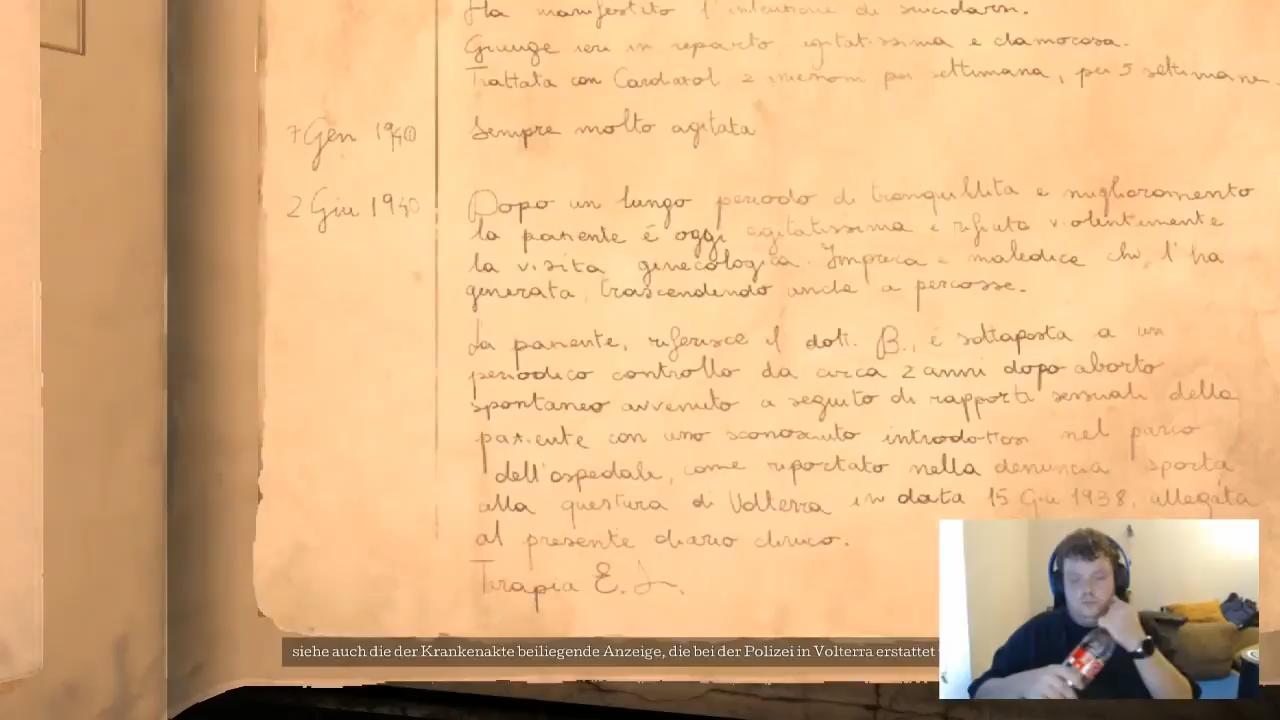 Ha manifestato l'intenzione di suicidarsi.
Giunge ieri in reparto, agitatissima e clamorosa.
Trattata con Cardiazol 2 iniezioni per settimana, per 5 settimane
7 Gen 1940
Sempre molto agitata
2 Giu 1940
Dopo un lungo periodo di tranquillità e miglioramento
la paziente é oggi agitatissima e rifiuta violentemente
la visita ginecologica. Impreca e maledice chi l'ha
generata, trascendendo anche a percosse.
La paziente, riferisce il dott. B., é sottoposta a un
periodico controllo da circa 2 anni dopo aborto
spontaneo avvenuto a seguito di rapporti sessuali della
paziente con uno sconosciuto introdottosi nel parco
dell'ospedale, come riportato nella denuncia sporta
alla questura di Volterra in data 15 Giu 1938, allegata
al presente diario clinico.
Terapia E.
siehe auch die der Krankenakte beiliegende Anzeige, die bei der Polizei in Volterra erstattet